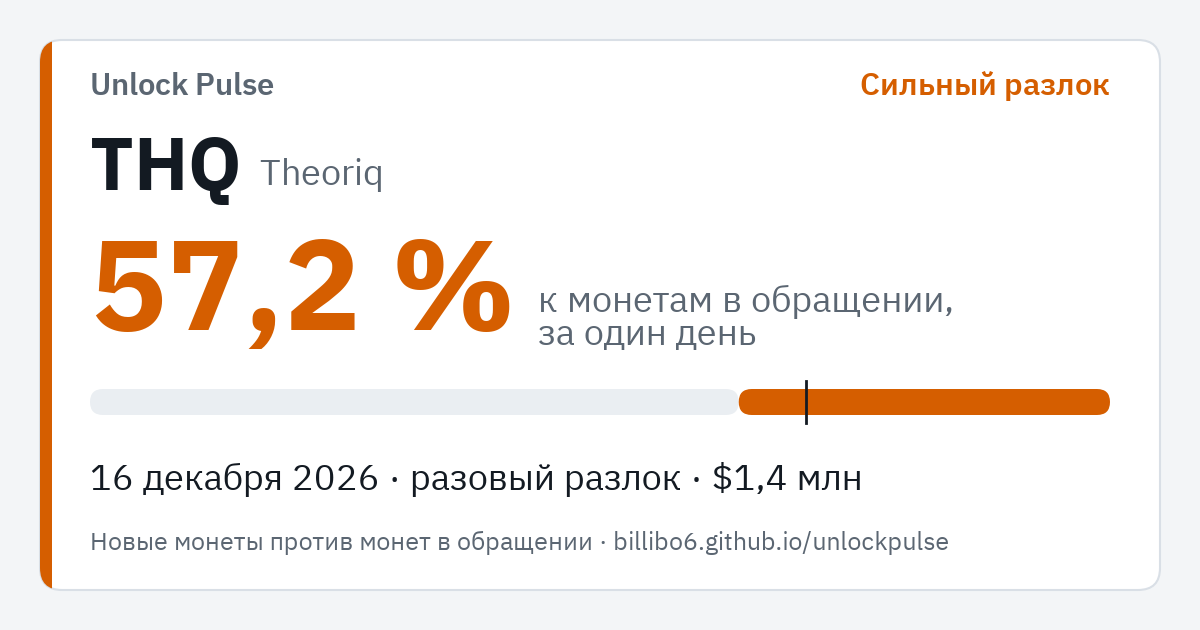 Unlock Pulse
Сильный разлок
THQ Theoriq
57,2 % к монетам в обращении,
за один день
16 декабря 2026 · разовый разлок · $1,4 млн
Новые монеты против монет в обращении · billibo6.github.io/unlockpulse